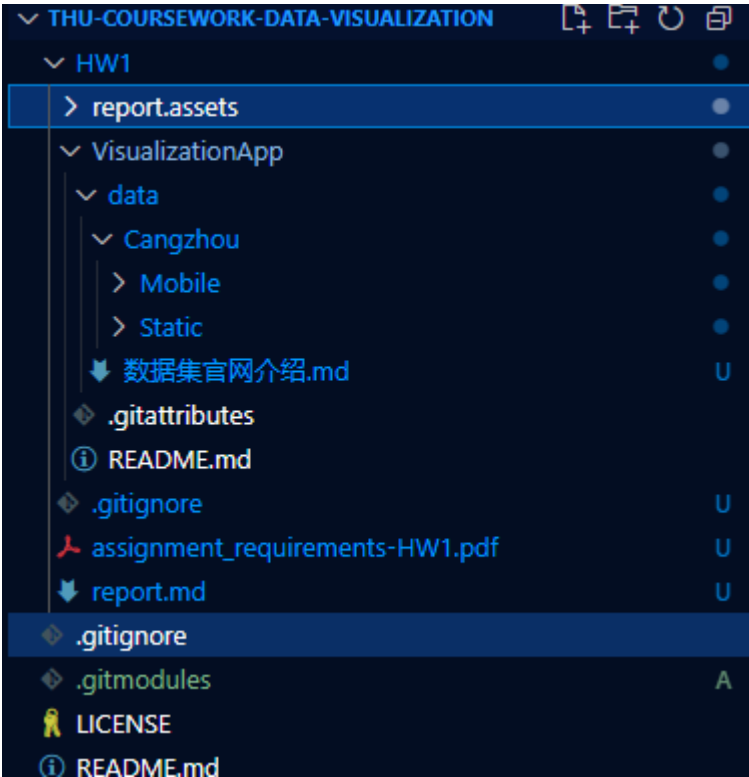 THU-COURSEWORK-DATA-VISUALIZATION
HW1
report.assets
VisualizationApp
data
Cangzhou
Mobile
Static
数据集官网介绍.md U
.gitattributes
README.md
.gitignore U
assignment_requirements-HW1.pdf U
report.md U
.gitignore
.gitmodules A
LICENSE
README.md